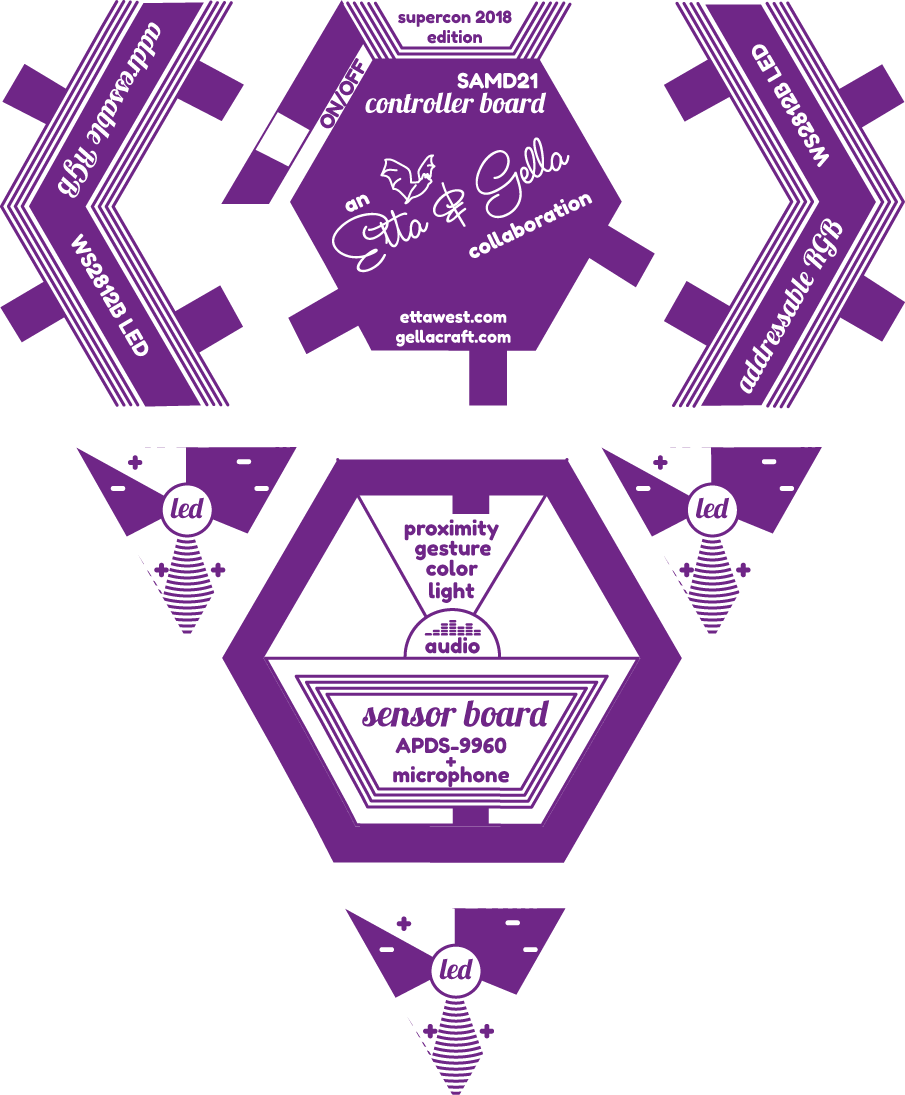 addressable RGB
WS2812B LED
supercon 2018
edition
ON/OFF
SAMD21
controller board
an
Etta & Gella
collaboration
ettawest.com
gellacraft.com
WS2812B LED
addressable RGB
+
-
-
-
led
+
+
proximity
gesture
color
light
audio
sensor board
APDS-9960
+
microphone
+
-
-
-
led
+
+
+
-
-
-
led
+
+